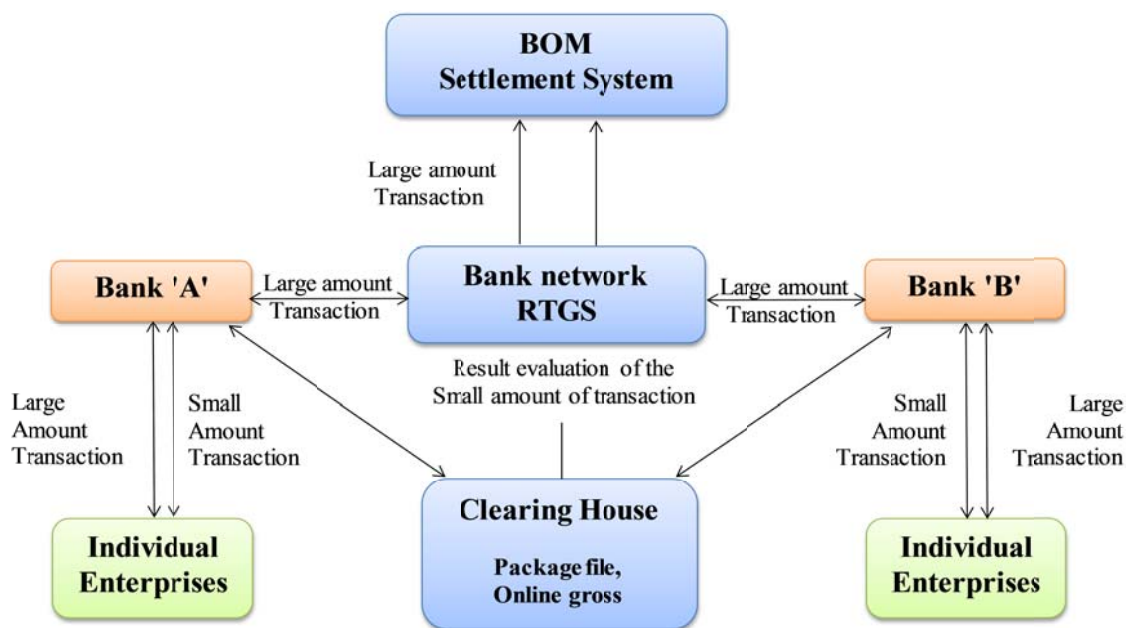 BOM
Settlement System
Large amount
Transaction
Bank 'A'
Large amount
Transaction
Bank network
RTGS
Large amount
Transaction
Bank 'B'
Result evaluation of the
Small amount of transaction
Large
Amount
Transaction
Small
Amount
Transaction
Small
Amount
Transaction
Large
Amount
Transaction
Clearing House
Package file,
Online gross
Individual
Enterprises
Individual
Enterprises